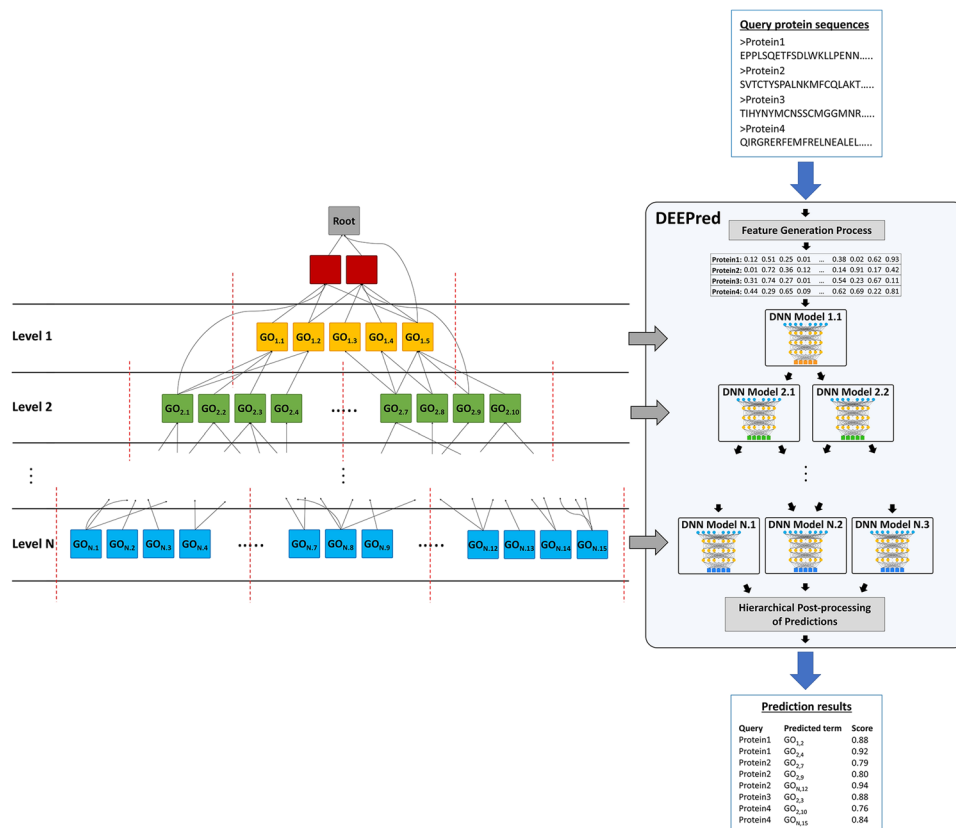 Query protein sequences
>Protein1
EPPLSQETFSDLWKLLPENN.....
>Protein2
SVTCTYSPALNKMFCQLAKT.....
>Protein3
TIHYNYMCNSSCMGGMNR.....
>Protein4
QIRGRERFEMFRELNEALEL.....
Root
Level 1
GO1.1 GO1.2 GO1.3 GO1.4 GO1.5
Level 2
GO2.1 GO2.2 GO2.3 GO2.4 ..... GO2.7 GO2.8 GO2.9 GO2.10
Level N
GON.1 GON.2 GON.3 GON.4 ..... GON.7 GON.8 GON.9 ..... GON.12 GON.13 GON.14 GON.15
DEEPred
Feature Generation Process
Protein1: 0.12 0.51 0.25 0.01 ... 0.38 0.02 0.62 0.93
Protein2: 0.01 0.72 0.36 0.12 ... 0.14 0.91 0.17 0.42
Protein3: 0.31 0.74 0.27 0.01 ... 0.54 0.23 0.67 0.11
Protein4: 0.44 0.29 0.65 0.09 ... 0.62 0.69 0.22 0.81
DNN Model 1.1
DNN Model 2.1 DNN Model 2.2
DNN Model N.1 DNN Model N.2 DNN Model N.3
Hierarchical Post-processing
of Predictions
Prediction results
Query Predicted term Score
Protein1 GO1,2 0.88
Protein1 GO2,4 0.92
Protein2 GO2,7 0.79
Protein2 GO2,9 0.80
Protein2 GON,12 0.94
Protein3 GO2,3 0.88
Protein4 GO2,10 0.76
Protein4 GON,15 0.84